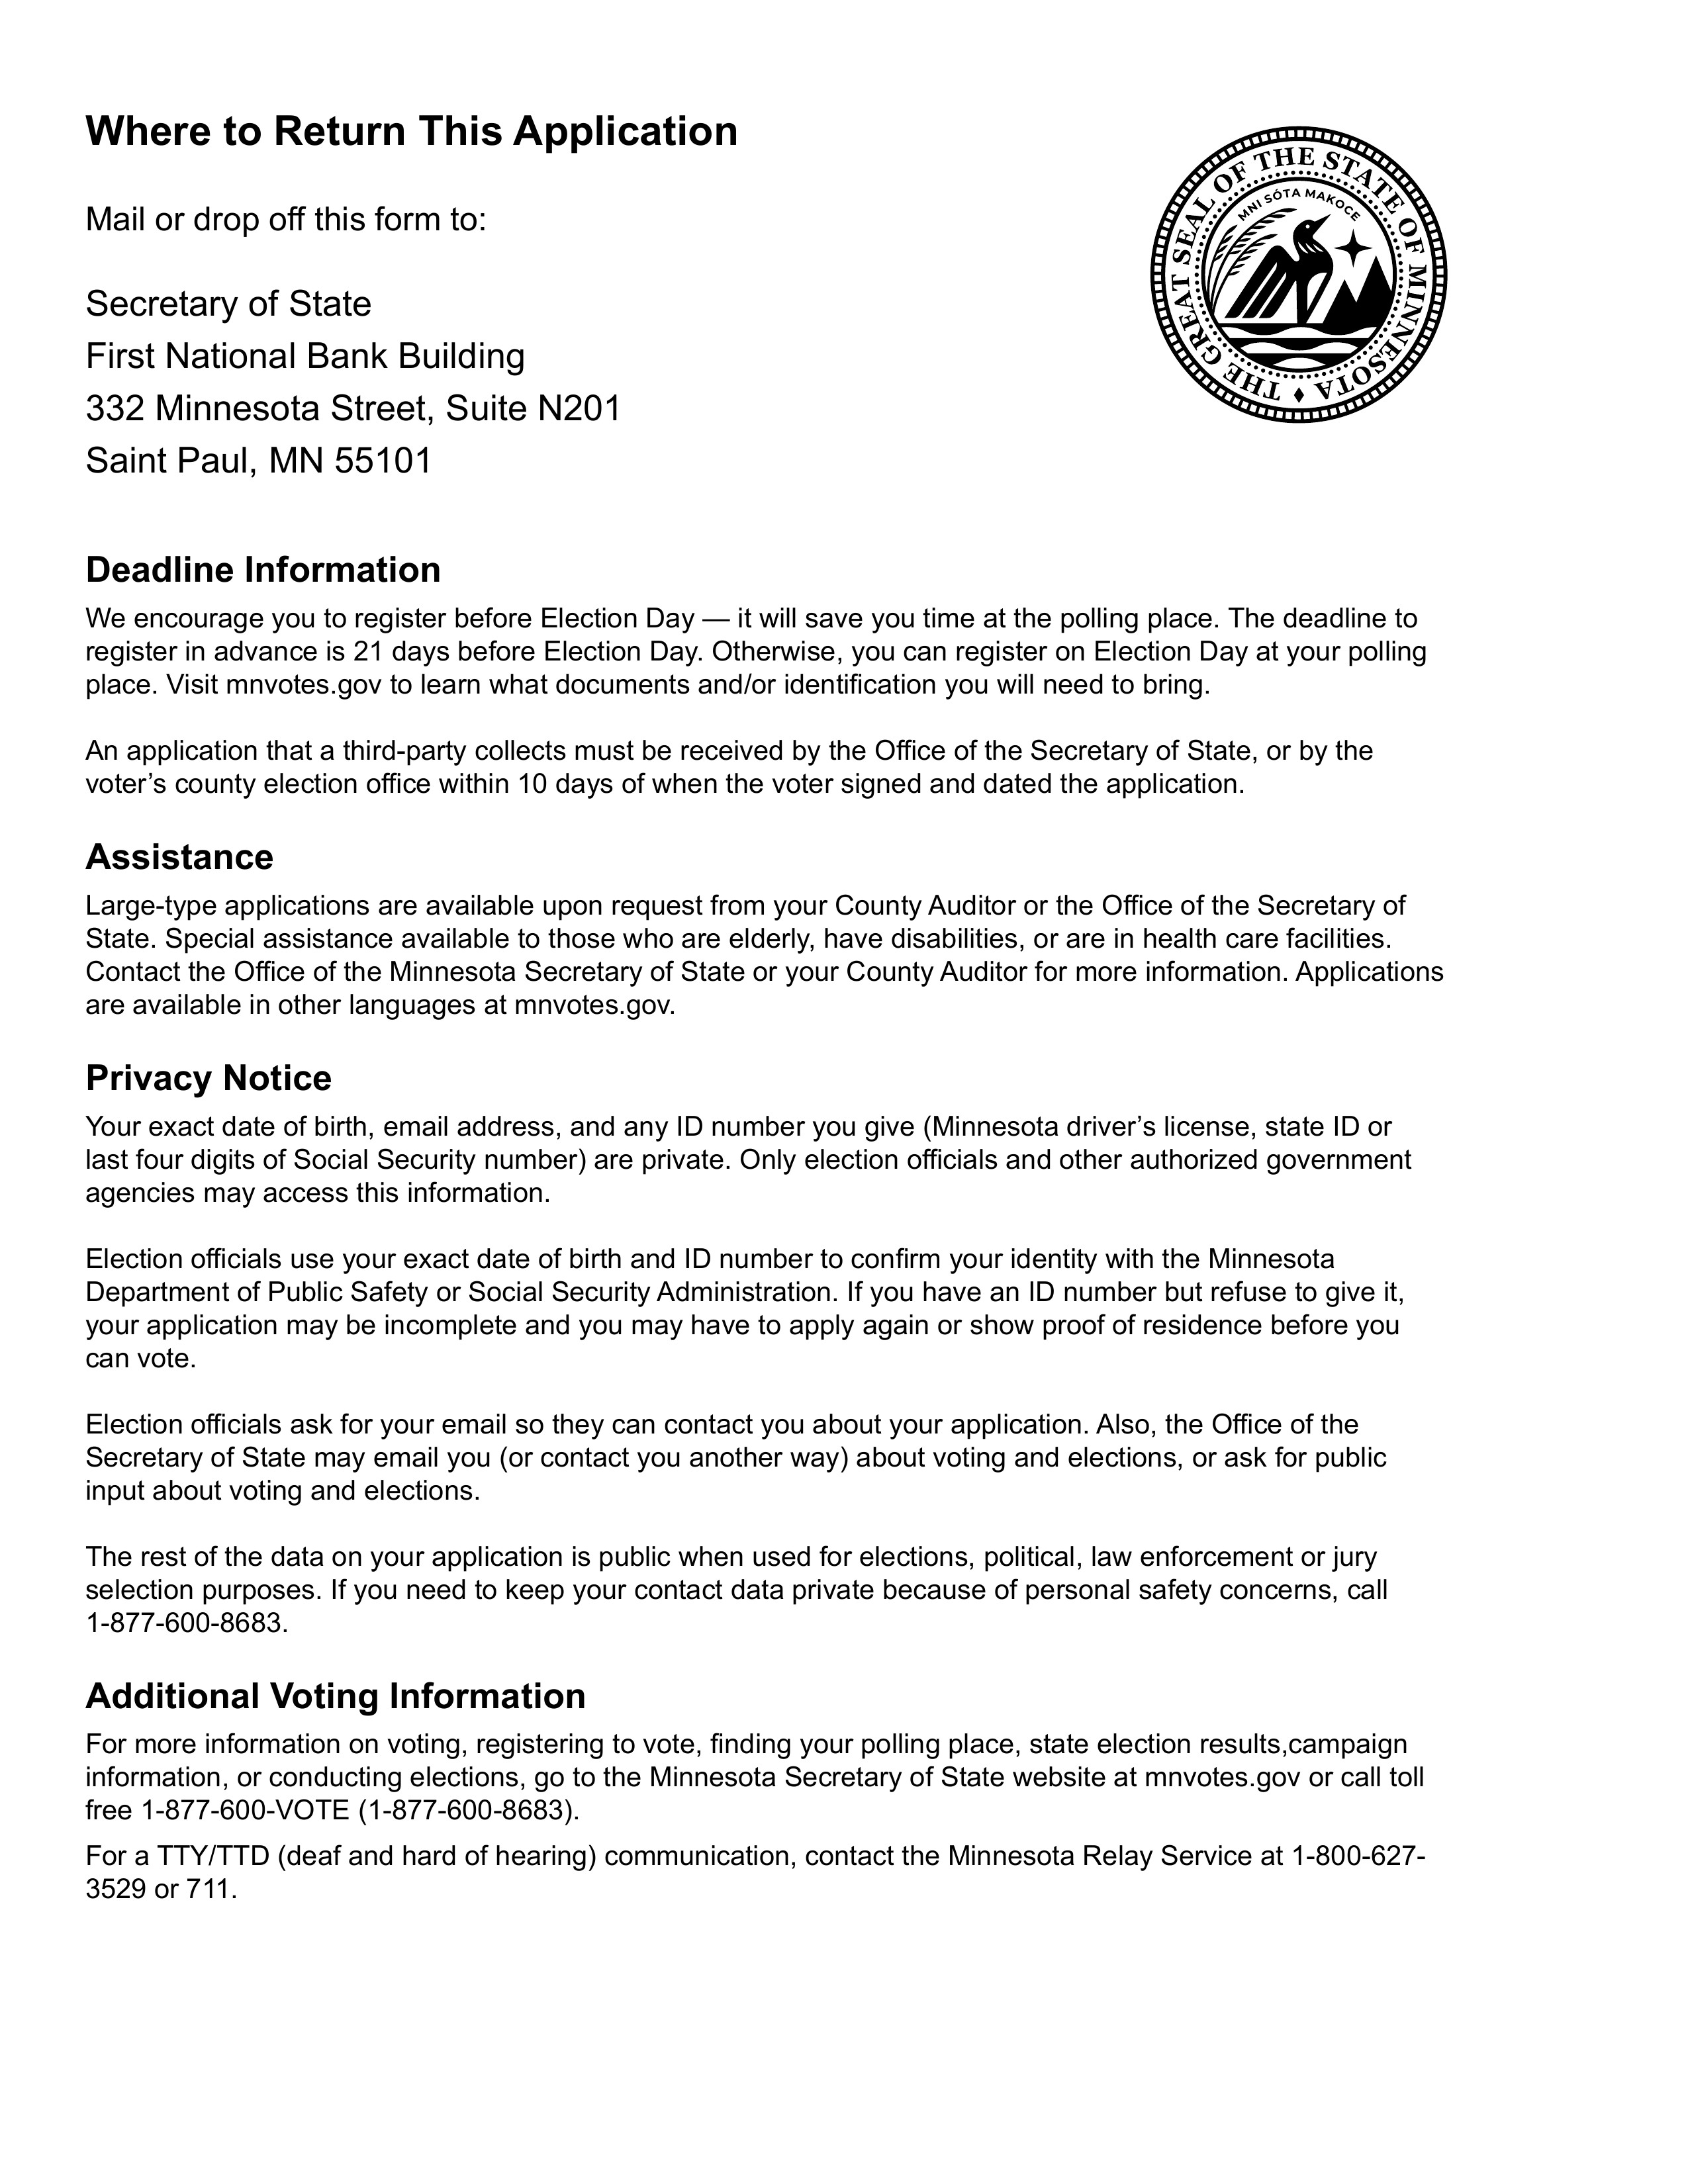 Where to Return This Application
THE GREAT SEAL OF THE STATE OF MINNESOTA
MNI SÓTA MAKOCE
Mail or drop off this form to:
Secretary of State
First National Bank Building
332 Minnesota Street, Suite N201
Saint Paul, MN 55101
Deadline Information
We encourage you to register before Election Day — it will save you time at the polling place. The deadline to
register in advance is 21 days before Election Day. Otherwise, you can register on Election Day at your polling
place. Visit mnvotes.gov to learn what documents and/or identification you will need to bring.
An application that a third-party collects must be received by the Office of the Secretary of State, or by the
voter’s county election office within 10 days of when the voter signed and dated the application.
Assistance
Large-type applications are available upon request from your County Auditor or the Office of the Secretary of
State. Special assistance available to those who are elderly, have disabilities, or are in health care facilities.
Contact the Office of the Minnesota Secretary of State or your County Auditor for more information. Applications
are available in other languages at mnvotes.gov.
Privacy Notice
Your exact date of birth, email address, and any ID number you give (Minnesota driver’s license, state ID or
last four digits of Social Security number) are private. Only election officials and other authorized government
agencies may access this information.
Election officials use your exact date of birth and ID number to confirm your identity with the Minnesota
Department of Public Safety or Social Security Administration. If you have an ID number but refuse to give it,
your application may be incomplete and you may have to apply again or show proof of residence before you
can vote.
Election officials ask for your email so they can contact you about your application. Also, the Office of the
Secretary of State may email you (or contact you another way) about voting and elections, or ask for public
input about voting and elections.
The rest of the data on your application is public when used for elections, political, law enforcement or jury
selection purposes. If you need to keep your contact data private because of personal safety concerns, call
1-877-600-8683.
Additional Voting Information
For more information on voting, registering to vote, finding your polling place, state election results,campaign
information, or conducting elections, go to the Minnesota Secretary of State website at mnvotes.gov or call toll
free 1-877-600-VOTE (1-877-600-8683).
For a TTY/TTD (deaf and hard of hearing) communication, contact the Minnesota Relay Service at 1-800-627-
3529 or 711.